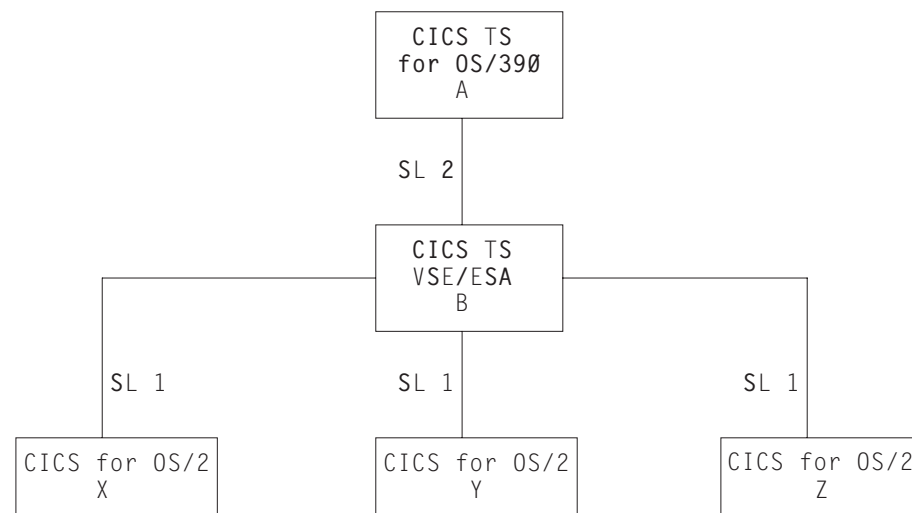 CICS TS
for OS/390
A
SL 2
CICS TS
VSE/ESA
B
SL 1
SL 1
SL 1
CICS for OS/2
X
CICS for OS/2
Y
CICS for OS/2
Z